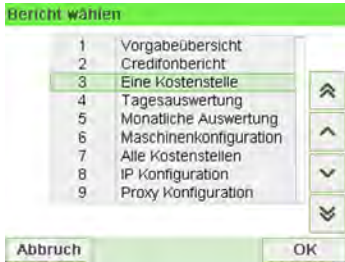 Bericht wählen
1 Vorgabeübersicht
2 Credifonbericht
3 Eine Kostenstelle
4 Tagesauswertung
5 Monatliche Auswertung
6 Maschinenkonfiguration
7 Alle Kostenstellen
8 IP Konfiguration
9 Proxy Konfiguration
Abbruch OK